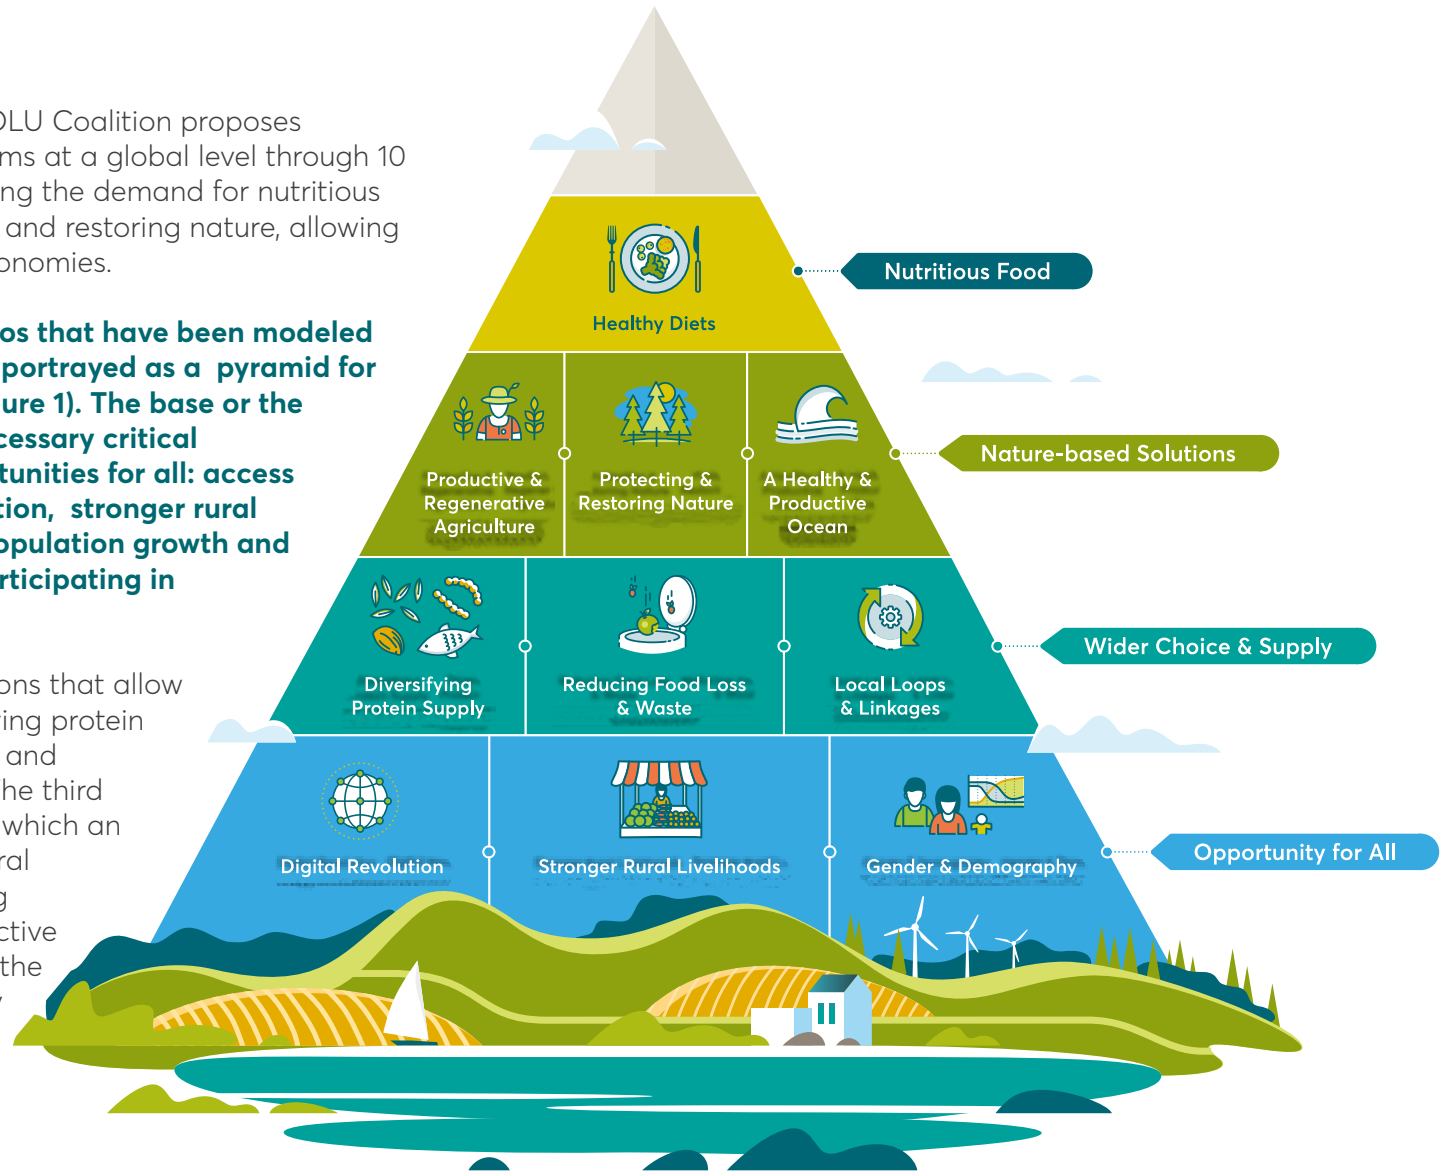 OLU Coalition proposes
ms at a global level through 10
ing the demand for nutritious
and restoring nature, allowing
onomies.
os that have been modeled
portrayed as a pyramid for
ure 1). The base or the
cessary critical
tunities for all: access
tion, stronger rural
opulation growth and
articipating in
ons that allow
ving protein
and
he third
which an
ral
g
ctive
the
Healthy Diets
Nutritious Food
Productive &
Regenerative
Agriculture
Protecting &
Restoring Nature
A Healthy &
Productive
Ocean
Nature-based Solutions
Diversifying
Protein Supply
Reducing Food Loss
& Waste
Local Loops
& Linkages
Wider Choice & Supply
Digital Revolution
Stronger Rural Livelihoods
Gender & Demography
Opportunity for All